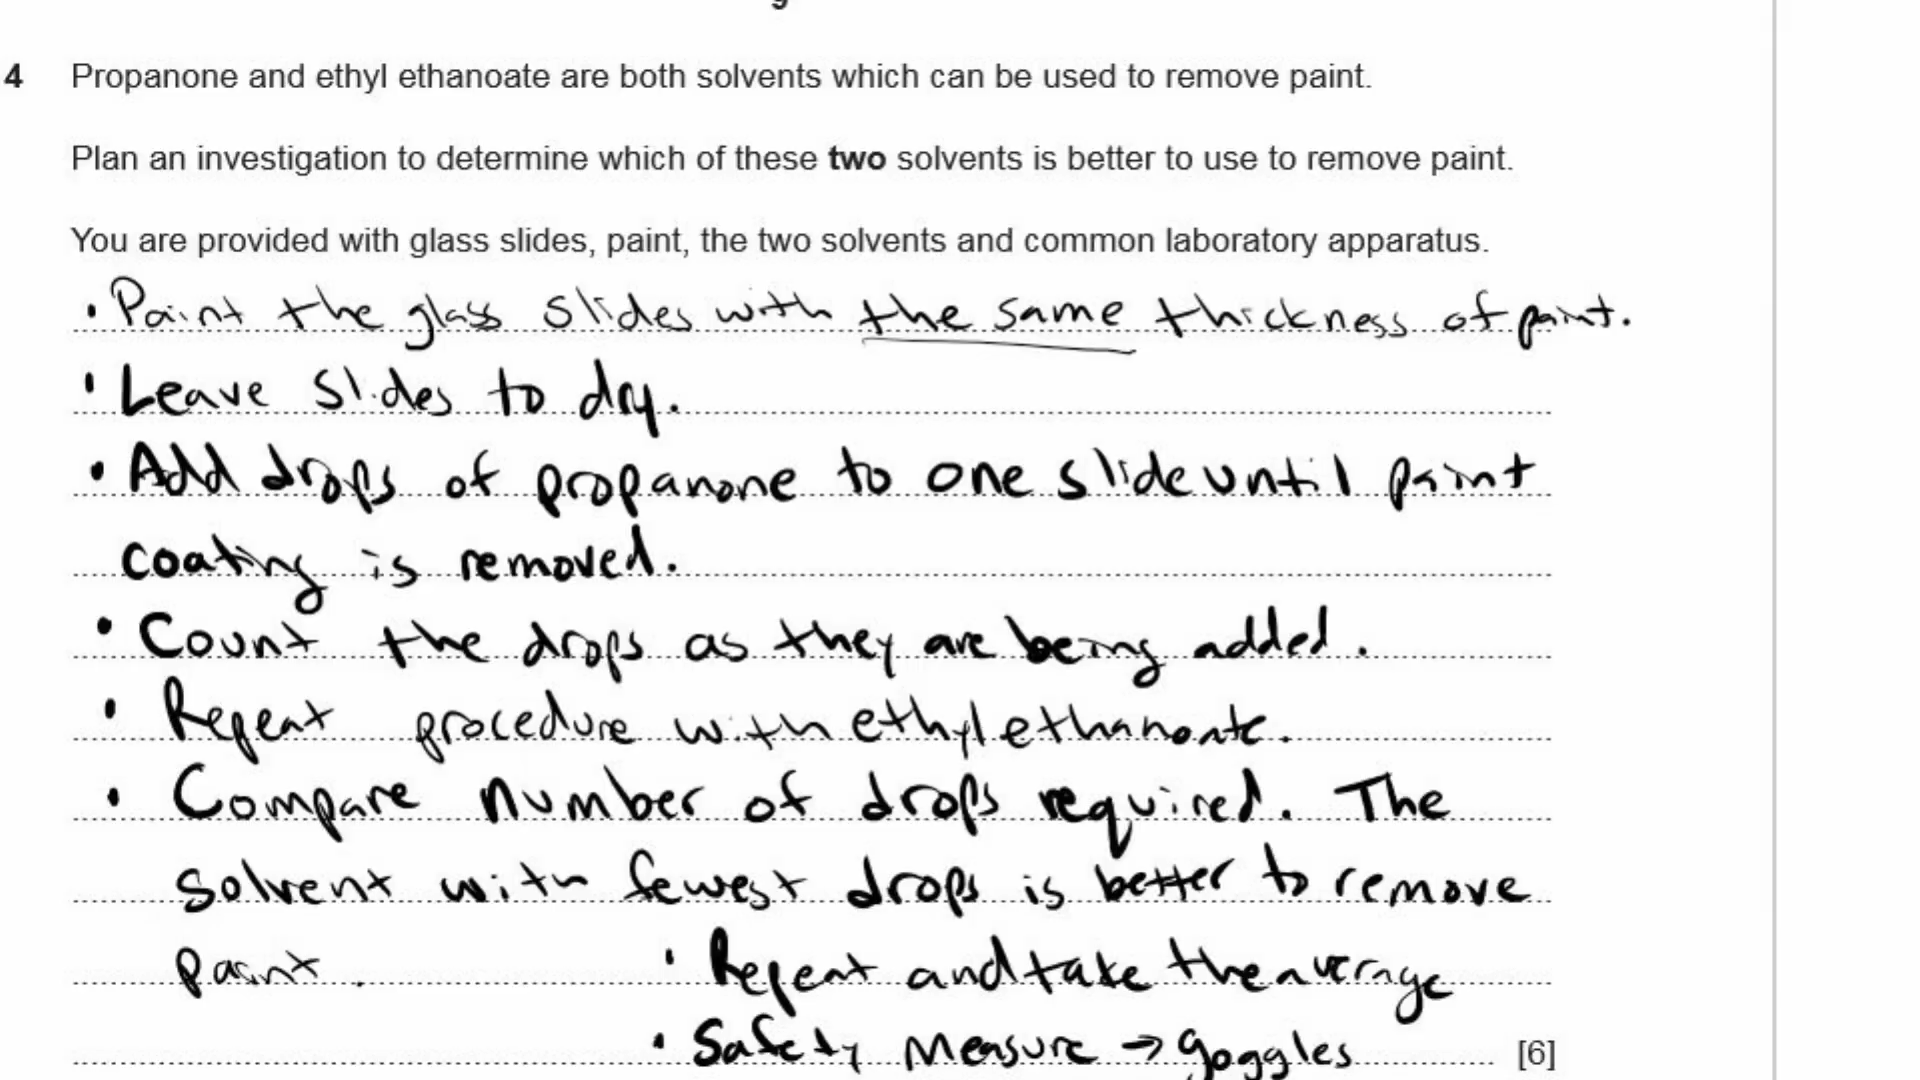 4 Propanone and ethyl ethanoate are both solvents which can be used to remove paint.
Plan an investigation to determine which of these two solvents is better to use to remove paint.
You are provided with glass slides, paint, the two solvents and common laboratory apparatus.
• Paint the glass slides with the same thickness of paint.
• Leave slides to dry.
• Add drops of propanone to one slide until paint
coating is removed.
• Count the drops as they are being added.
• Repeat procedure with ethyl ethanoate.
• Compare number of drops required. The
solvent with fewest drops is better to remove
paint.
• Repeat and take the average
• Safety measure → goggles
[6]